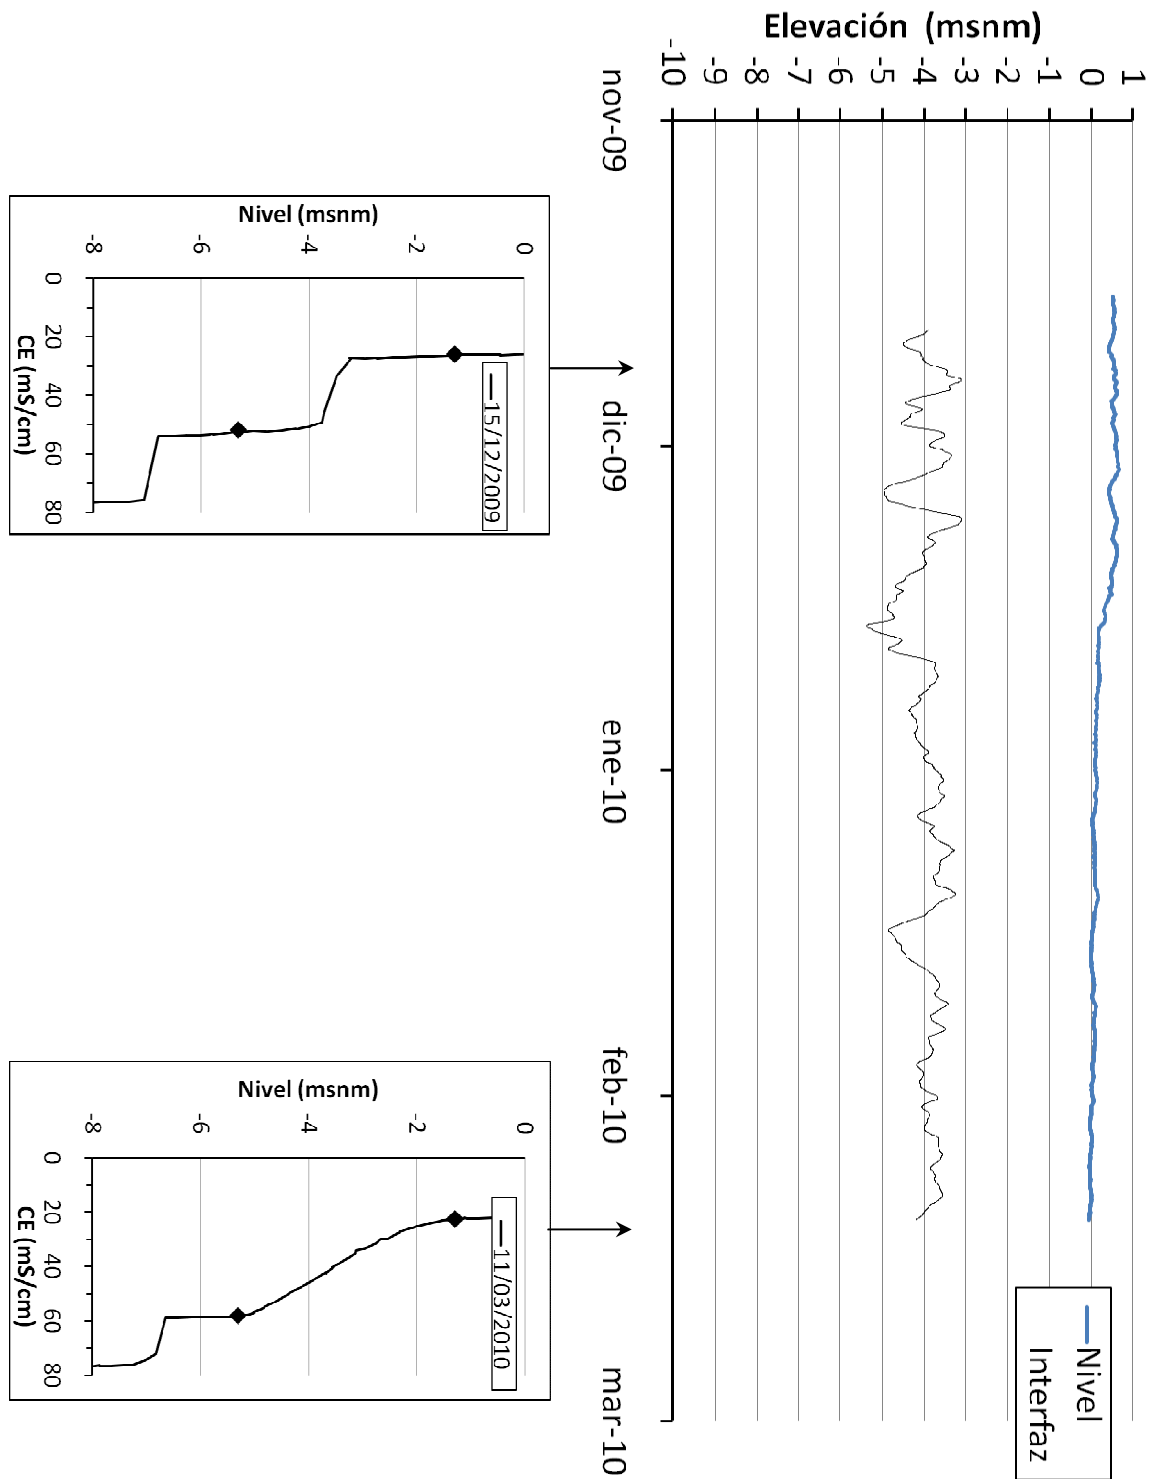 Elevación (msnm)
1
0
-1
-2
-3
-4
-5
-6
-7
-8
-9
-10
nov-09
dic-09
ene-10
feb-10
mar-10
Nivel
Interfaz
Nivel (msnm)
0
-2
-4
-6
-8
0
20
40
60
80
CE (mS/cm)
15/12/2009
Nivel (msnm)
0
-2
-4
-6
-8
0
20
40
60
80
CE (mS/cm)
11/03/2010